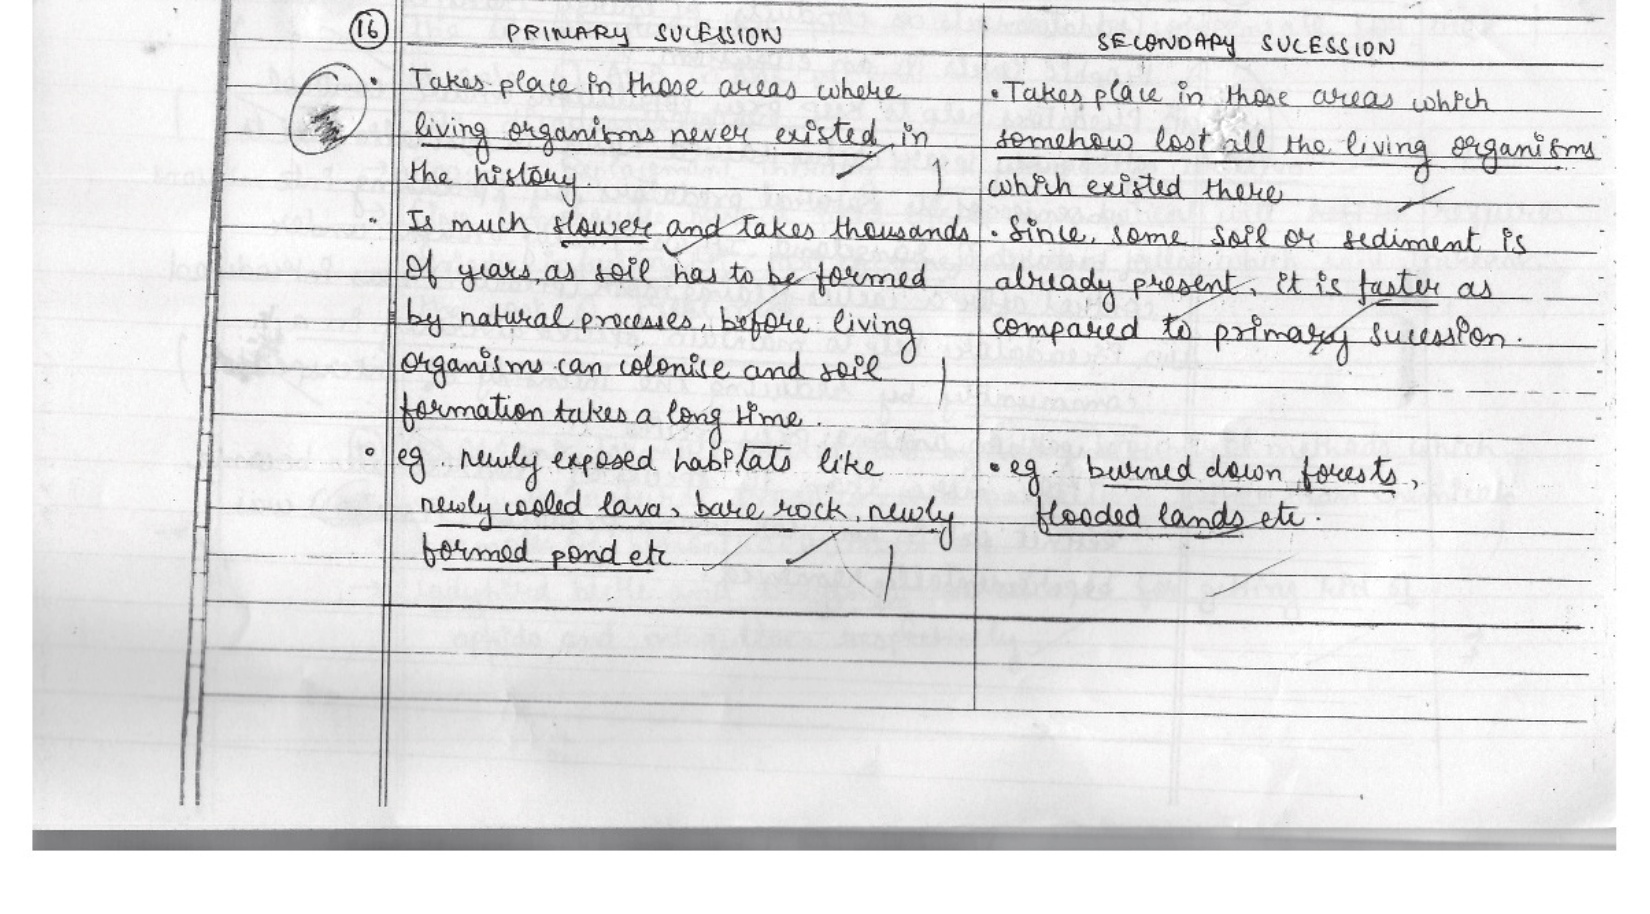 16
PRIMARY SUCESSION
• Takes place in those areas where
living organisms never existed in
the history.
• Is much slower and takes thousands
of years as soil has to be formed
by natural processes, before living
organisms can colonise and soil
formation takes a long time.
• eg. newly exposed habitats like
newly cooled lava, bare rock, newly
formed pond etc
SECONDARY SUCESSION
• Takes place in those areas which
somehow lost all the living organisms
which existed there
• Since, some soil or sediment is
already present, it is faster as
compared to primary sucession.
• eg. burned down forests,
flooded lands etc.